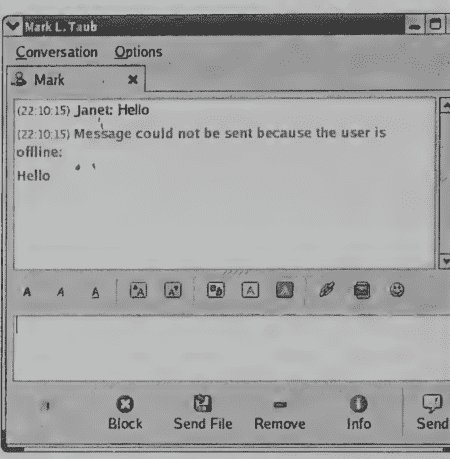 Mark L. Taub
Conversation Options
Mark
(22:10:15) Janet: Hello
(22:10:15) Message could not be sent because the user is
offline:
Hello
A A A A A B b A A
Block Send File Remove Info Send